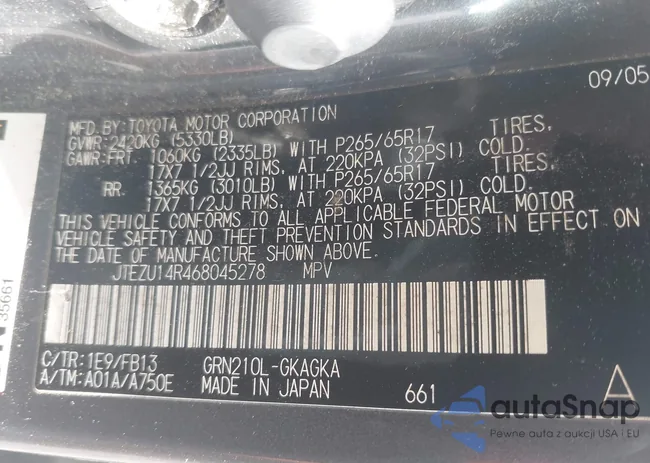 09/05
MFD.BY:TOYOTA MOTOR CORPORATION
GVWR:2420KG (5330LB)
GAWR:FRT. 1060KG (2335LB) WITH P265/65R17 TIRES,
17X7 1/2JJ RIMS, AT 220KPA (32PSI) COLD.
RR. 1365KG (3010LB) WITH P265/65R17 TIRES,
17X7 1/2JJ RIMS, AT 220KPA (32PSI) COLD.
THIS VEHICLE CONFORMS TO ALL APPLICABLE FEDERAL MOTOR
VEHICLE SAFETY AND THEFT PREVENTION STANDARDS IN EFFECT ON
THE DATE OF MANUFACTURE SHOWN ABOVE.
JTEZU14R468045278 MPV
C/TR:1E9/FB13 GRN210L-GKAGKA
A/TM:A01A/A750E MADE IN JAPAN 661
35661
autoSnap
Pewne auta z aukcji USA i EU